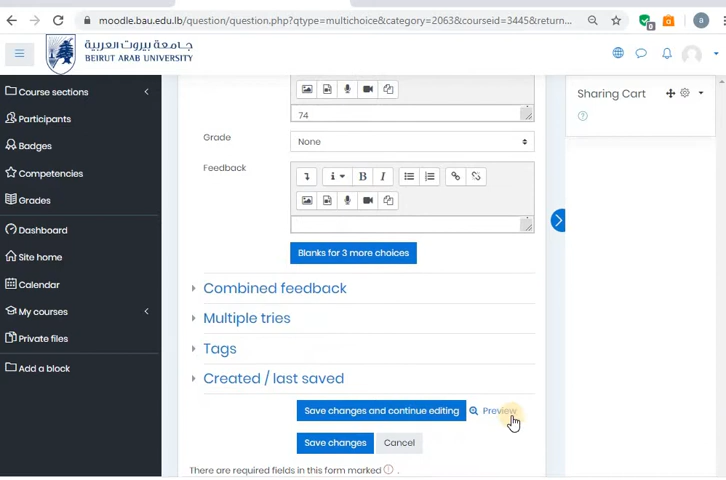 moodle.bau.edu.lb/question/question.php?qtype=multichoice&category=2063&courseid=3445&return...
B
جامعة بيروت العربية
BEIRUT ARAB UNIVERSITY
Course sections
Participants
Badges
Competencies
Grades
Dashboard
Site home
Calendar
My courses
Private files
Add a block
74
Grade
None
Feedback
i
B
I
Blanks for 3 more choices
Combined feedback
Multiple tries
Tags
Created / last saved
Save changes and continue editing
Preview
Save changes
Cancel
There are required fields in this form marked .
Sharing Cart